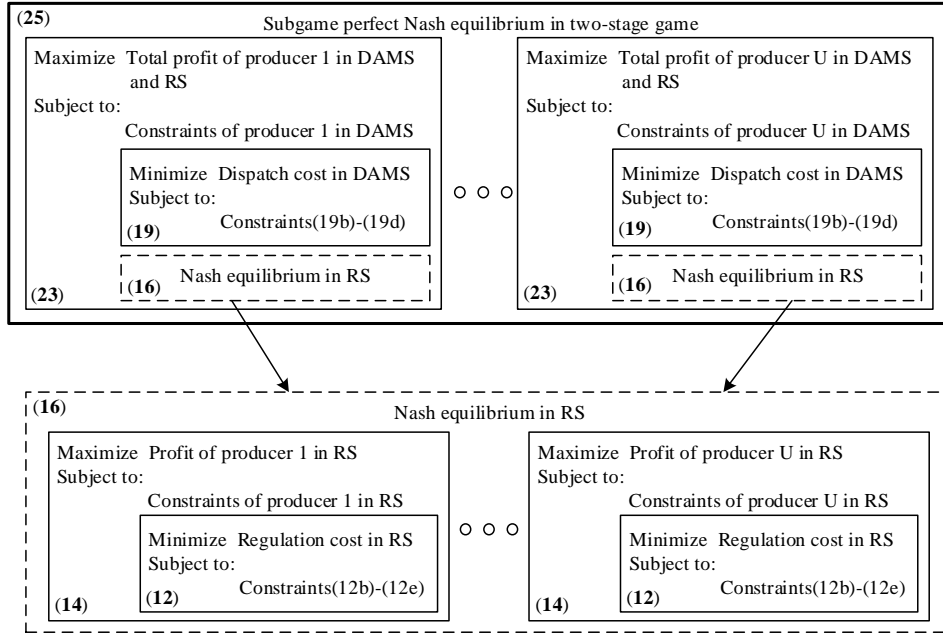 (25)
Subgame perfect Nash equilibrium in two-stage game
Maximize Total profit of producer 1 in DAMS
and RS
Subject to:
Constraints of producer 1 in DAMS
Minimize Dispatch cost in DAMS
Subject to:
Constraints(19b)-(19d)
(19)
Nash equilibrium in RS
(16)
(23)
Maximize Total profit of producer U in DAMS
and RS
Subject to:
Constraints of producer U in DAMS
Minimize Dispatch cost in DAMS
Subject to:
Constraints(19b)-(19d)
(19)
Nash equilibrium in RS
(16)
(23)
(16)
Nash equilibrium in RS
Maximize Profit of producer 1 in RS
Subject to:
Constraints of producer 1 in RS
Minimize Regulation cost in RS
Subject to:
Constraints(12b)-(12e)
(12)
(14)
Maximize Profit of producer U in RS
Subject to:
Constraints of producer U in RS
Minimize Regulation cost in RS
Subject to:
Constraints(12b)-(12e)
(12)
(14)